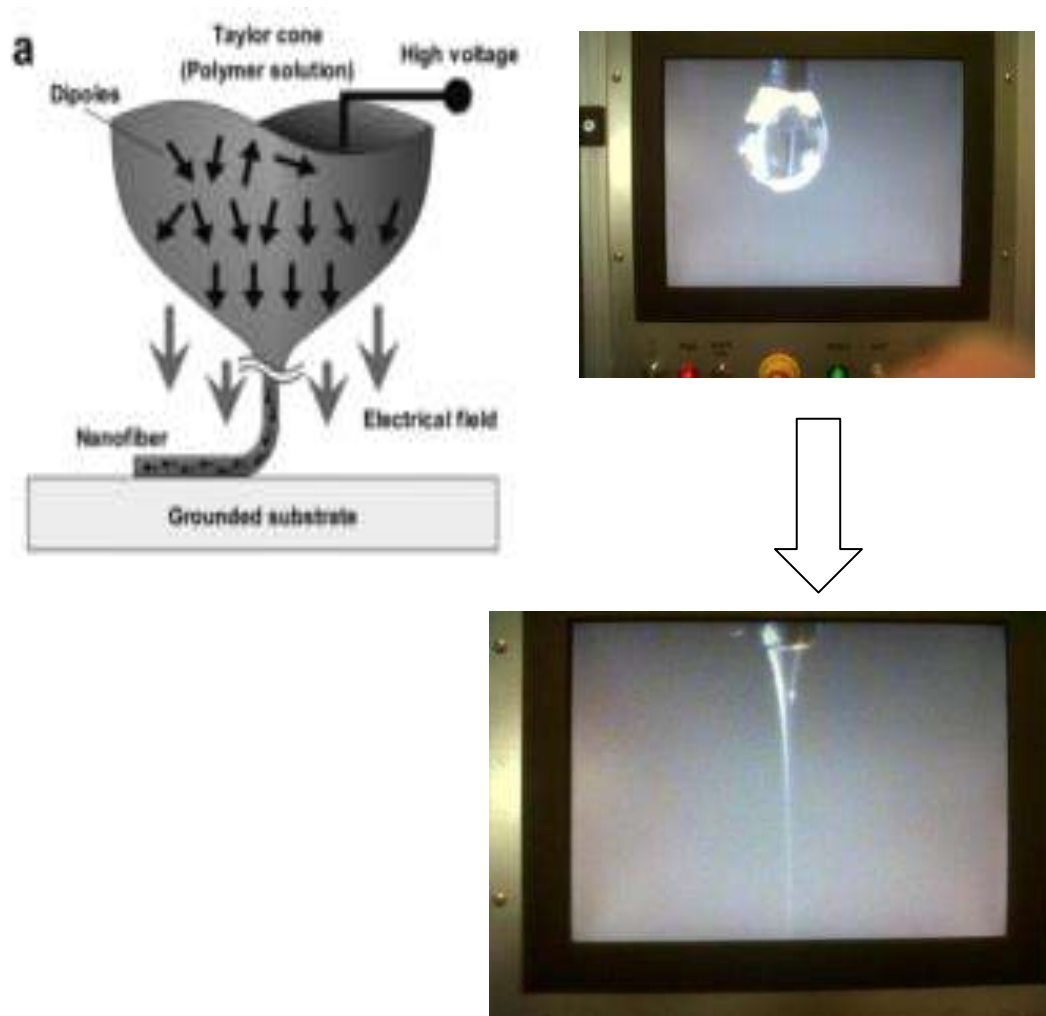 a
Taylor cone
(Polymer solution)
High voltage
Dipoles
Electrical field
Nanofiber
Grounded substrate